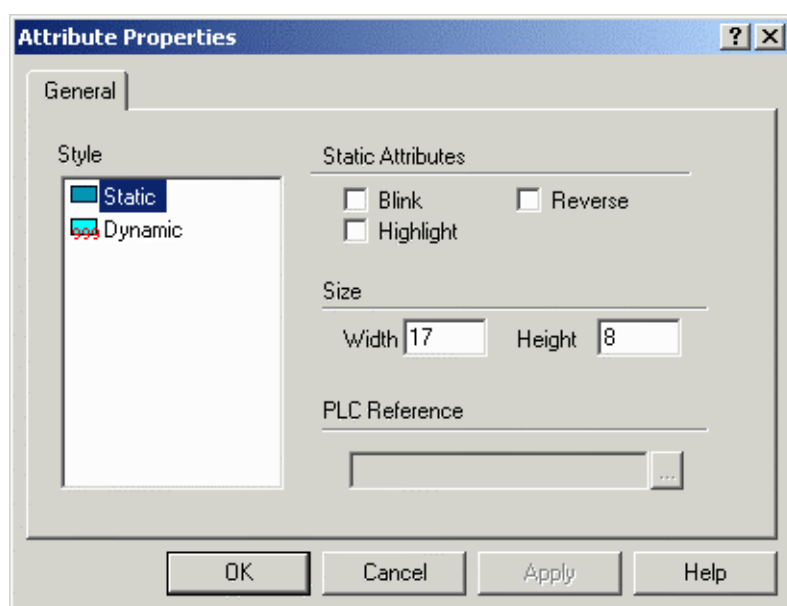 Attribute Properties
General
Style
Static
999 Dynamic
Static Attributes
Blink
Reverse
Highlight
Size
Width 17
Height 8
PLC Reference
...
OK
Cancel
Apply
Help